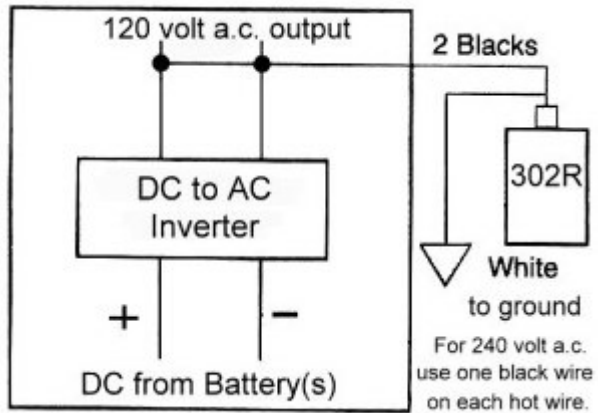 120 volt a.c. output
2 Blacks
DC to AC
Inverter
302R
+ −
White
to ground
DC from Battery(s)
For 240 volt a.c.
use one black wire
on each hot wire.